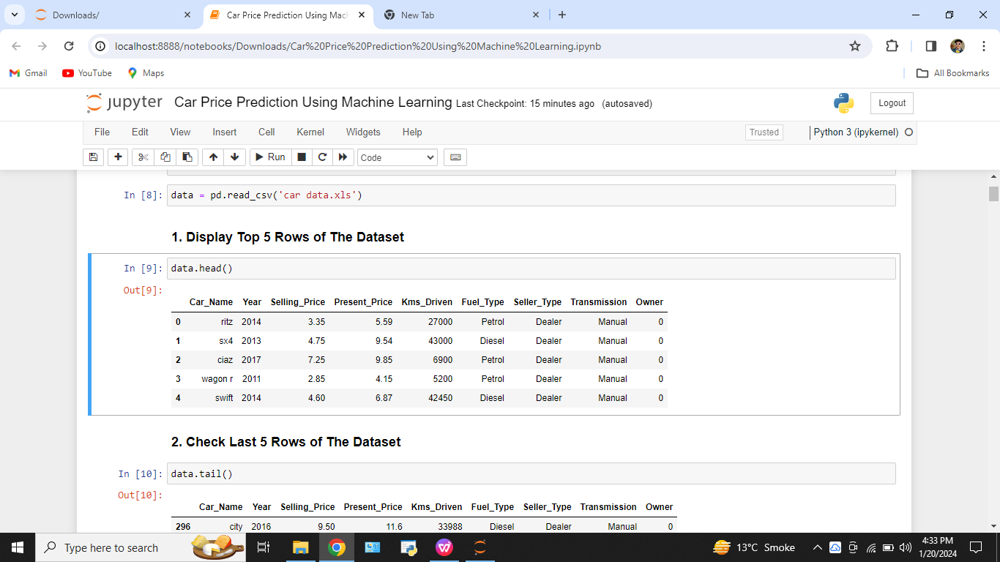 Downloads/
Car Price Prediction Using Mach
New Tab
localhost:8888/notebooks/Downloads/Car%20Price%20Prediction%20Using%20Machine%20Learning.ipynb
Gmail YouTube Maps All Bookmarks
jupyter Car Price Prediction Using Machine Learning Last Checkpoint: 15 minutes ago (autosaved) Logout
File Edit View Insert Cell Kernel Widgets Help Trusted Python 3 (ipykernel)
Run Code
In [8]: data = pd.read_csv('car data.xls')
1. Display Top 5 Rows of The Dataset
In [9]: data.head()
Out[9]:
Car_Name Year Selling_Price Present_Price Kms_Driven Fuel_Type Seller_Type Transmission Owner
0 ritz 2014 3.35 5.59 27000 Petrol Dealer Manual 0
1 sx4 2013 4.75 9.54 43000 Diesel Dealer Manual 0
2 ciaz 2017 7.25 9.85 6900 Petrol Dealer Manual 0
3 wagon r 2011 2.85 4.15 5200 Petrol Dealer Manual 0
4 swift 2014 4.60 6.87 42450 Diesel Dealer Manual 0
2. Check Last 5 Rows of The Dataset
In [10]: data.tail()
Out[10]:
Car_Name Year Selling_Price Present_Price Kms_Driven Fuel_Type Seller_Type Transmission Owner
296 city 2016 9.50 11.6 33988 Diesel Dealer Manual 0
Type here to search
13°C Smoke
4:33 PM
1/20/2024